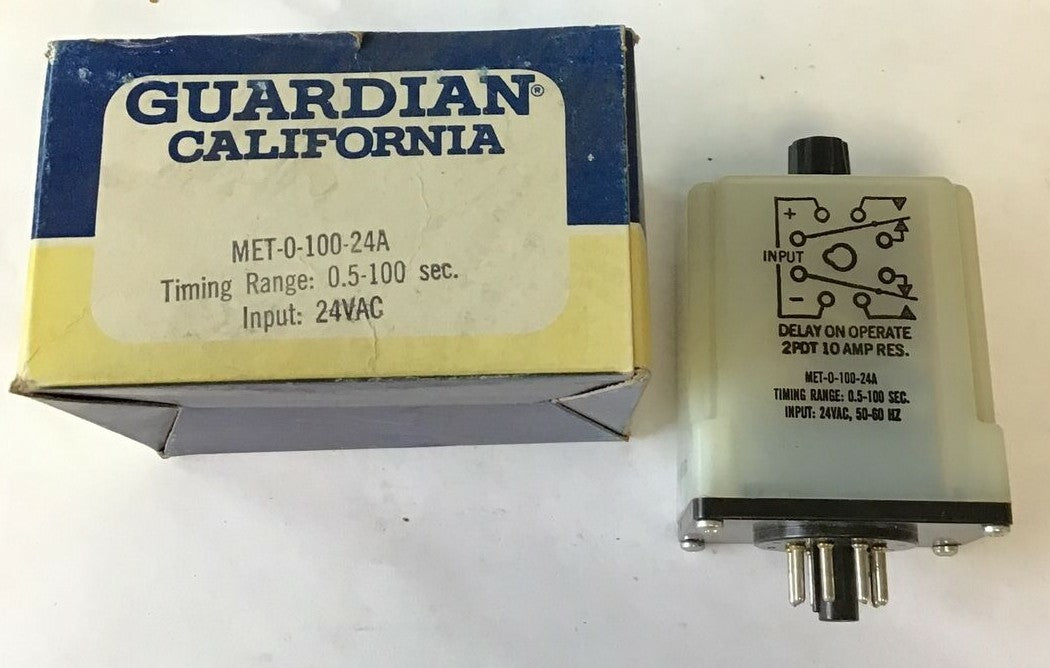 GUARDIAN®
CALIFORNIA
MET-0-100-24A
Timing Range: 0.5-100 sec.
Input: 24VAC
+
INPUT
-
DELAY ON OPERATE
2PDT 10 AMP RES.
MET-0-100-24A
TIMING RANGE: 0.5-100 SEC.
INPUT: 24VAC, 50-60 HZ